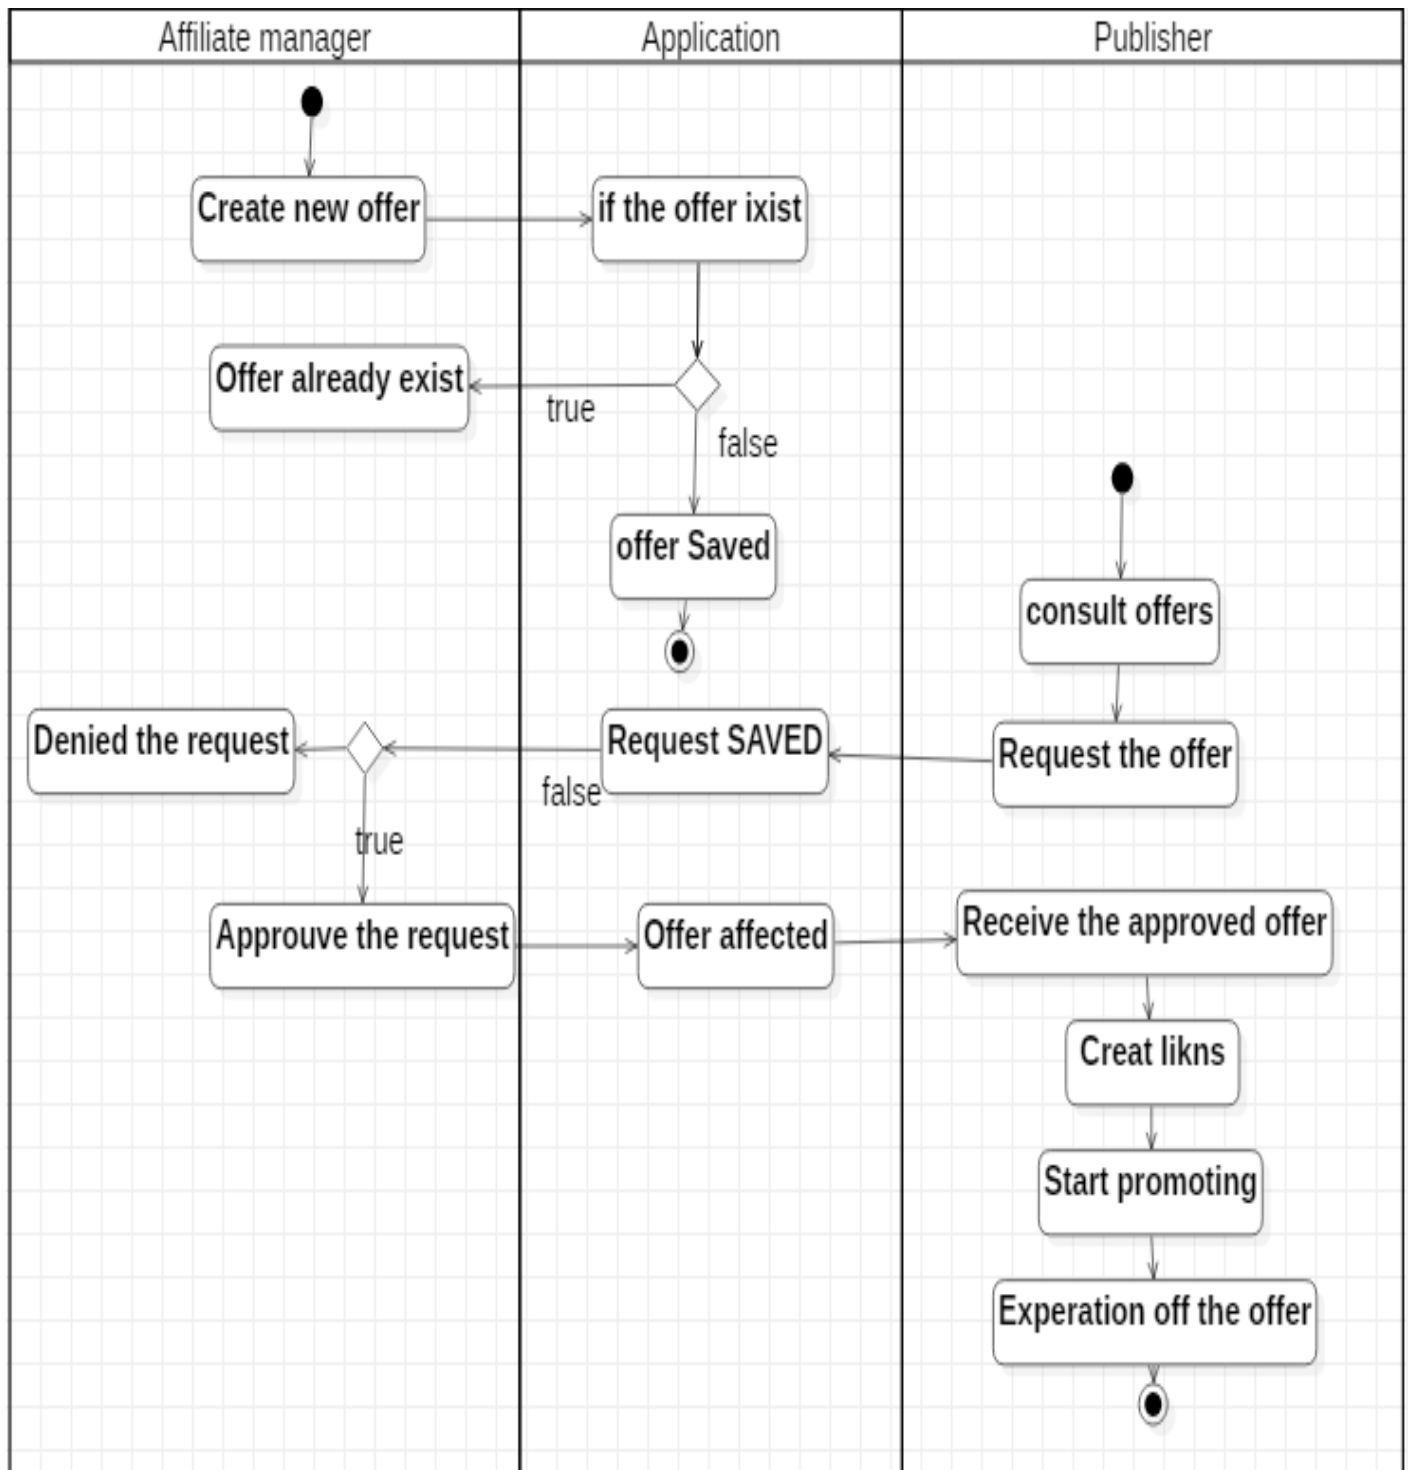 Affiliate manager
Application
Publisher
Create new offer
if the offer ixist
Offer already exist
true
false
offer Saved
consult offers
Denied the request
Request SAVED
Request the offer
false
true
Approuve the request
Offer affected
Receive the approved offer
Creat likns
Start promoting
Experation off the offer